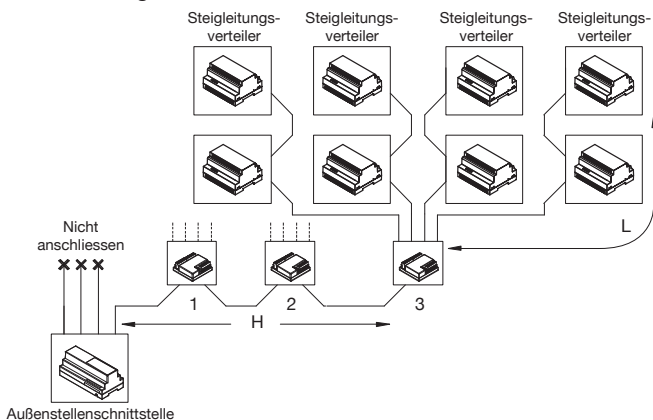 Steigleitungs-
verteiler
Steigleitungs-
verteiler
Steigleitungs-
verteiler
Steigleitungs-
verteiler
Nicht
anschliessen
L
1
2
3
H
Außenstellenschnittstelle